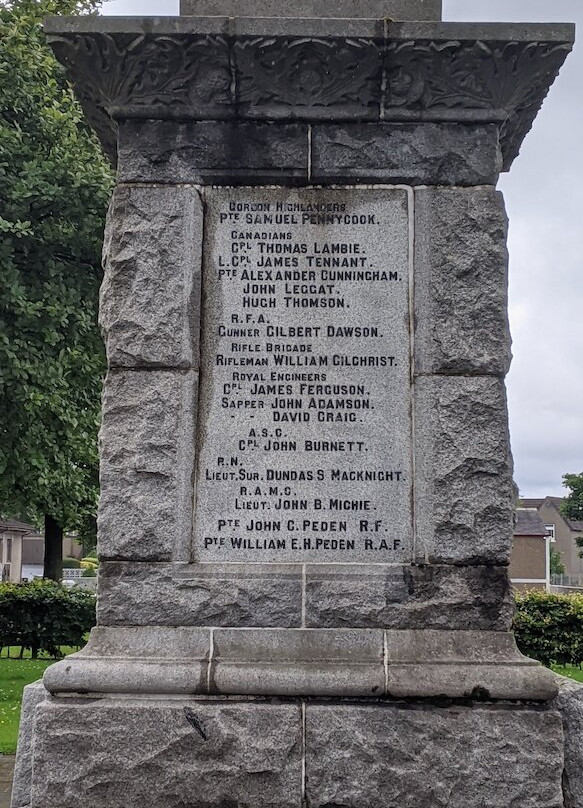 GORDON HIGHLANDERS
PTE SAMUEL PENNYCOOK.
CANADIANS
CPL THOMAS LAMBIE.
L.CPL JAMES TENNANT.
PTE ALEXANDER CUNNINGHAM.
JOHN LEGGAT.
HUGH THOMSON.
R.F.A.
GUNNER GILBERT DAWSON.
RIFLE BRIGADE
RIFLEMAN WILLIAM GILCHRIST.
ROYAL ENGINEERS
CPL JAMES FERGUSON.
SAPPER JOHN ADAMSON.
- - DAVID CRAIG.
A.S.C.
CPL JOHN BURNETT.
R.N.
LIEUT.SUR. DUNDAS S MACKNIGHT.
R.A.M.C.
LIEUT. JOHN B. MICHIE.
PTE JOHN C. PEDEN R.F.
PTE WILLIAM E.H. PEDEN R.A.F.